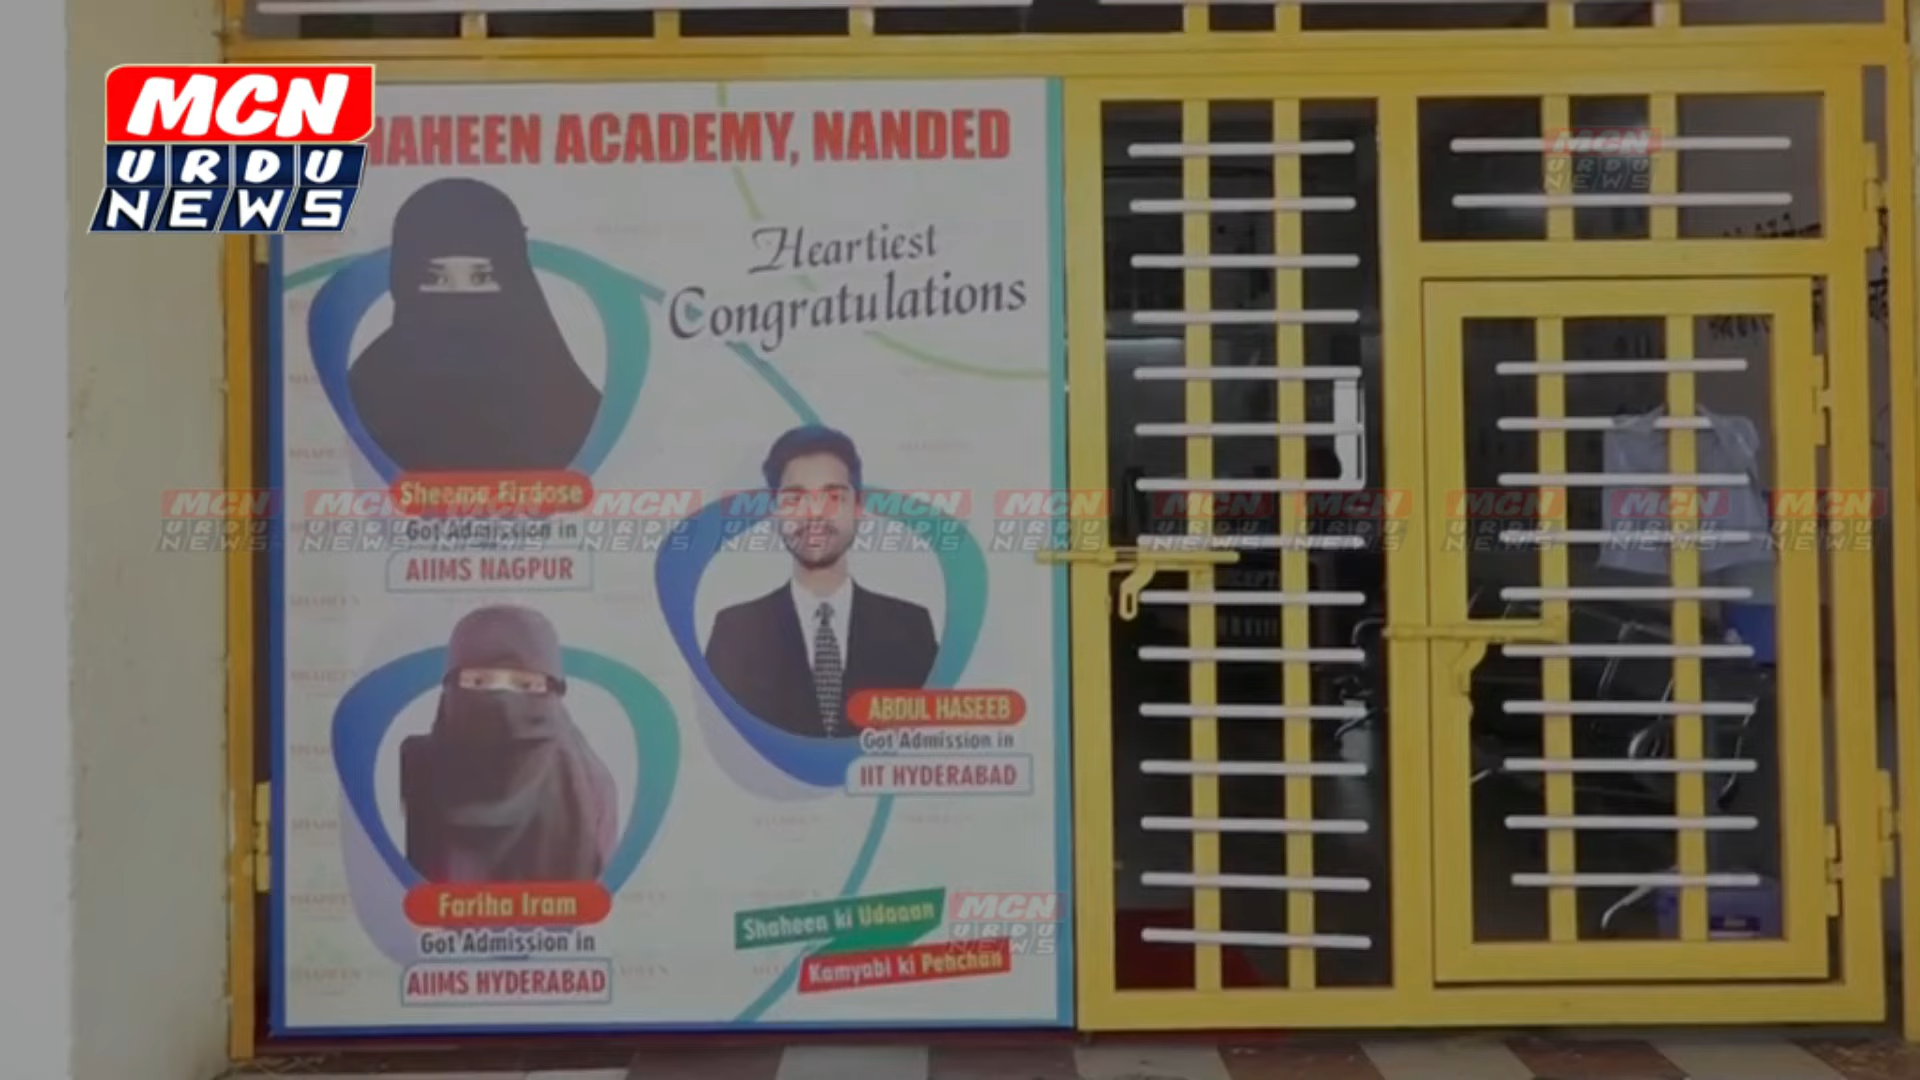 MCN
URDU
NEWS
SHAHEEN ACADEMY, NANDED
Heartiest
Congratulations
Sheema Firdose
Got Admission in
AIIMS NAGPUR
ABDUL HASEEB
Got Admission in
IIT HYDERABAD
Fariha Iram
Got Admission in
AIIMS HYDERABAD
Shaheen ki Udaaan
Kamyabi ki Pehchan